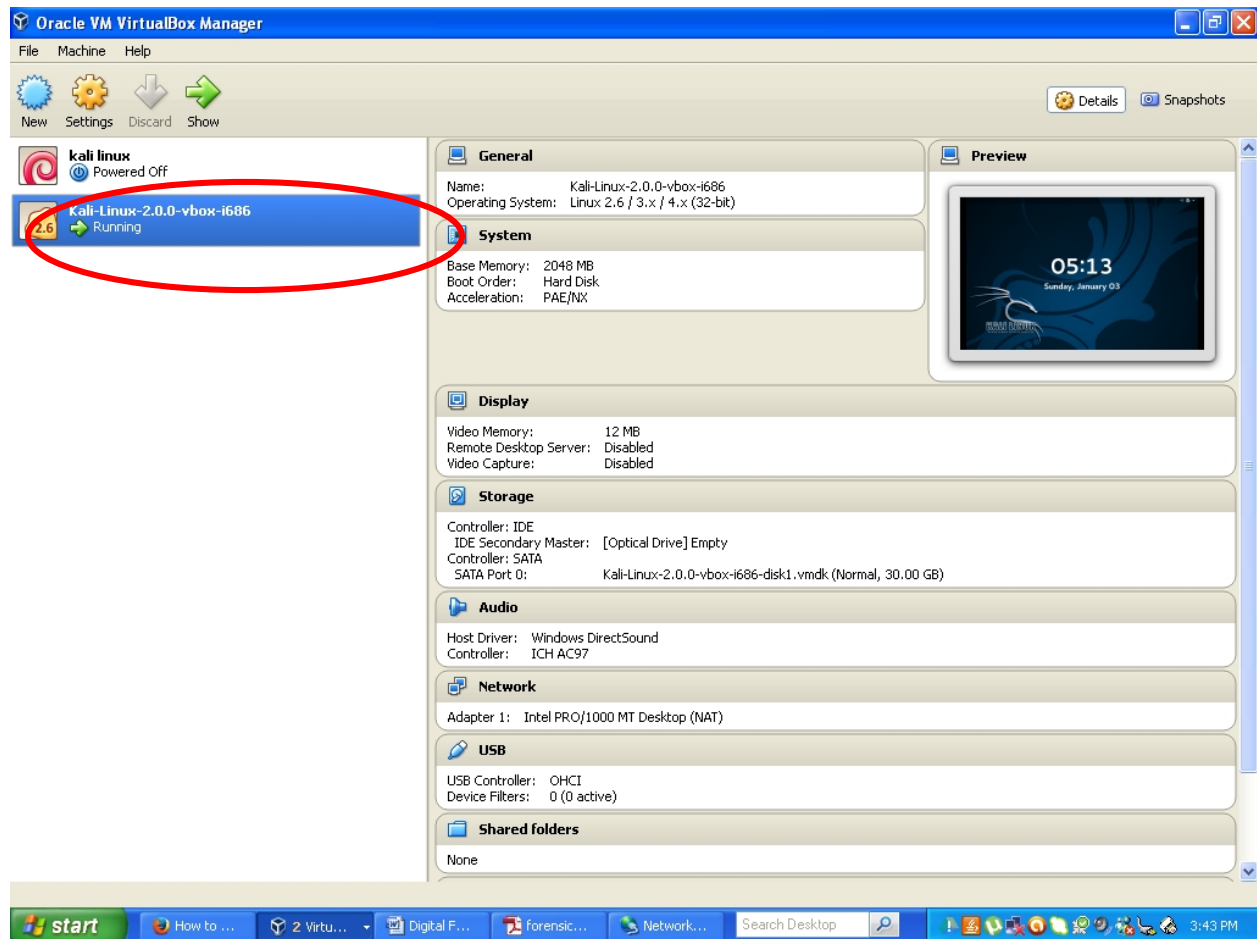 Oracle VM VirtualBox Manager
File Machine Help
New Settings Discard Show
Details Snapshots
kali linux
Powered Off
Kali-Linux-2.0.0-vbox-i686
2.6 Running
General
Name: Kali-Linux-2.0.0-vbox-i686
Operating System: Linux 2.6 / 3.x / 4.x (32-bit)
System
Base Memory: 2048 MB
Boot Order: Hard Disk
Acceleration: PAE/NX
Preview
05:13
Sunday, January 03
KALI LINUX
Display
Video Memory: 12 MB
Remote Desktop Server: Disabled
Video Capture: Disabled
Storage
Controller: IDE
IDE Secondary Master: [Optical Drive] Empty
Controller: SATA
SATA Port 0: Kali-Linux-2.0.0-vbox-i686-disk1.vmdk (Normal, 30.00 GB)
Audio
Host Driver: Windows DirectSound
Controller: ICH AC97
Network
Adapter 1: Intel PRO/1000 MT Desktop (NAT)
USB
USB Controller: OHCI
Device Filters: 0 (0 active)
Shared folders
None
start How to ... 2 Virtu... Digital F... forensic... Network... Search Desktop 3:43 PM